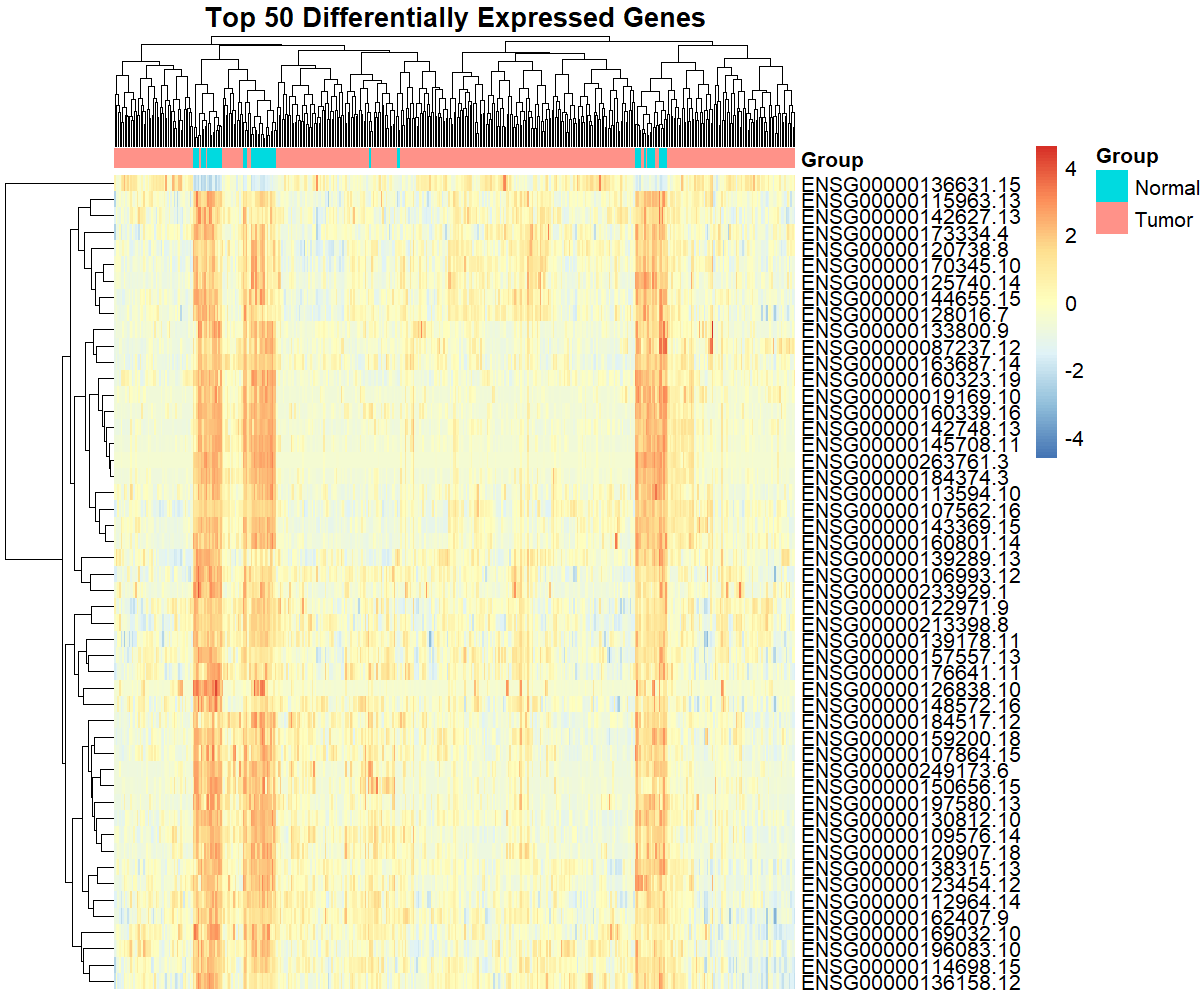 Top 50 Differentially Expressed Genes
Group
ENSG00000136631.15
ENSG00000115963.13
ENSG00000142627.13
ENSG00000173334.4
ENSG00000120738.8
ENSG00000170345.10
ENSG00000125740.14
ENSG00000144655.15
ENSG00000128016.7
ENSG00000133800.9
ENSG00000087237.12
ENSG00000163687.14
ENSG00000160323.19
ENSG00000019169.10
ENSG00000160339.16
ENSG00000142748.13
ENSG00000145708.11
ENSG00000263761.3
ENSG00000184374.3
ENSG00000113594.10
ENSG00000107562.16
ENSG00000143369.15
ENSG00000160801.14
ENSG00000139289.13
ENSG00000106993.12
ENSG00000233929.1
ENSG00000122971.9
ENSG00000213398.8
ENSG00000139178.11
ENSG00000157557.13
ENSG00000176641.11
ENSG00000126838.10
ENSG00000148572.16
ENSG00000184517.12
ENSG00000159200.18
ENSG00000107864.15
ENSG00000249173.6
ENSG00000150656.15
ENSG00000197580.13
ENSG00000130812.10
ENSG00000109576.14
ENSG00000120907.18
ENSG00000138315.13
ENSG00000123454.12
ENSG00000112964.14
ENSG00000162407.9
ENSG00000169032.10
ENSG00000196083.10
ENSG00000114698.15
ENSG00000136158.12
4
2
0
-2
-4
Group
Normal
Tumor